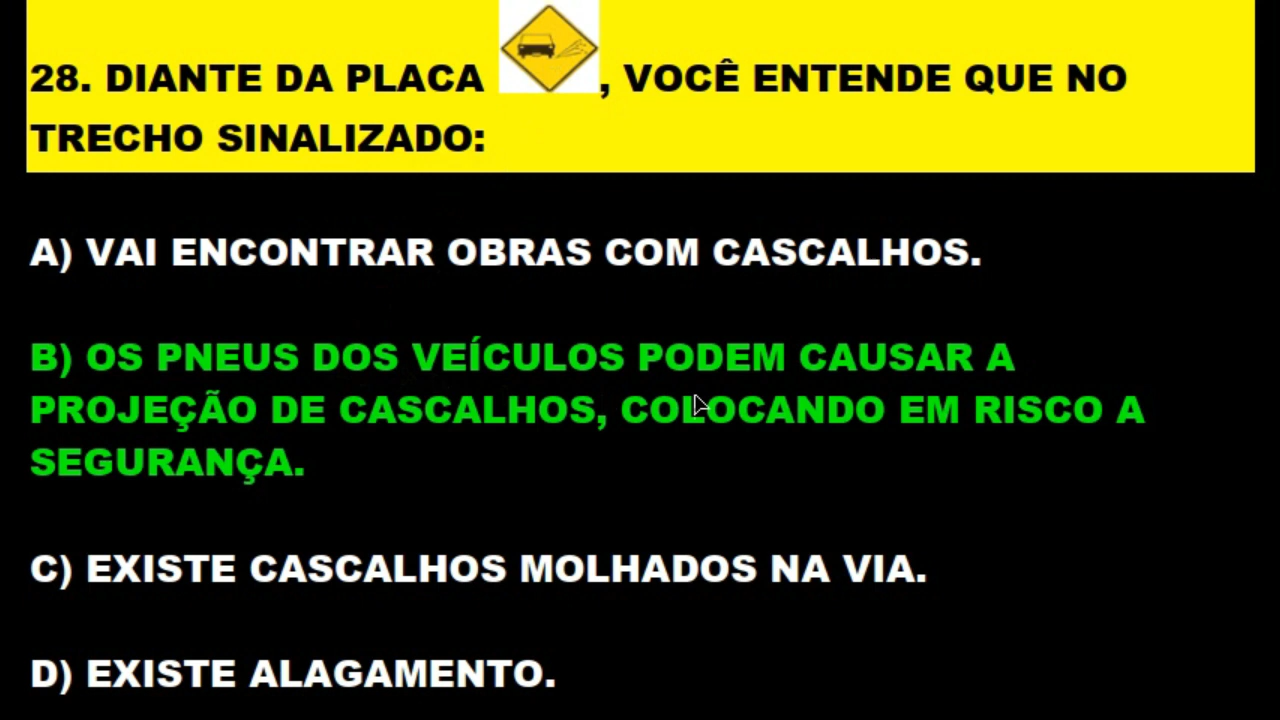 28. DIANTE DA PLACA , VOCÊ ENTENDE QUE NO
TRECHO SINALIZADO:
A) VAI ENCONTRAR OBRAS COM CASCALHOS.
B) OS PNEUS DOS VEÍCULOS PODEM CAUSAR A
PROJEÇÃO DE CASCALHOS, COLOCANDO EM RISCO A
SEGURANÇA.
C) EXISTE CASCALHOS MOLHADOS NA VIA.
D) EXISTE ALAGAMENTO.